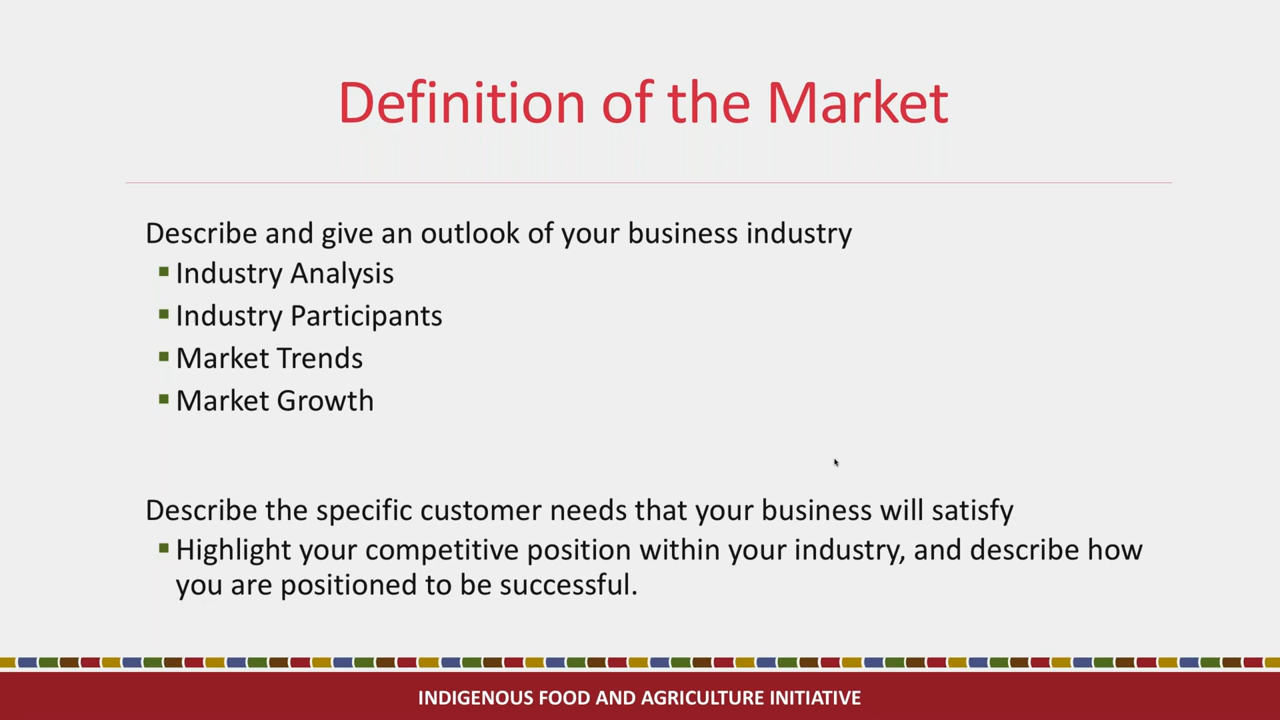 Definition of the Market
Describe and give an outlook of your business industry
Industry Analysis
Industry Participants
Market Trends
Market Growth
Describe the specific customer needs that your business will satisfy
Highlight your competitive position within your industry, and describe how
you are positioned to be successful.
INDIGENOUS FOOD AND AGRICULTURE INITIATIVE